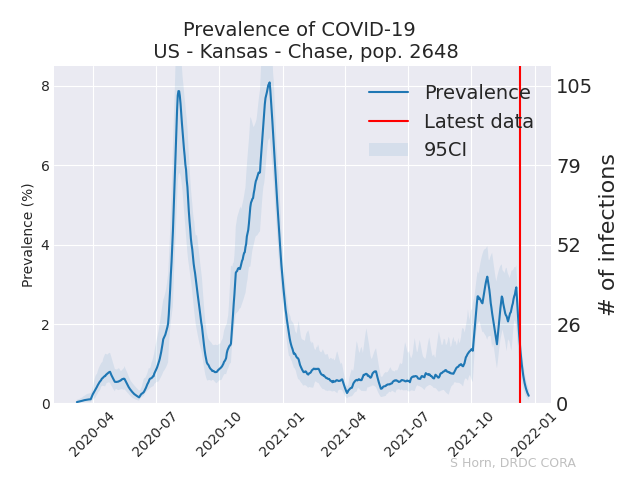 Prevalence of COVID-19
US - Kansas - Chase, pop. 2648
Prevalence
Latest data
95CI
Prevalence (%)
8
6
4
2
0
105
79
52
26
0
# of infections
2020-04
2020-07
2020-10
2021-01
2021-04
2021-07
2021-10
2022-01
S Horn, DRDC CORA